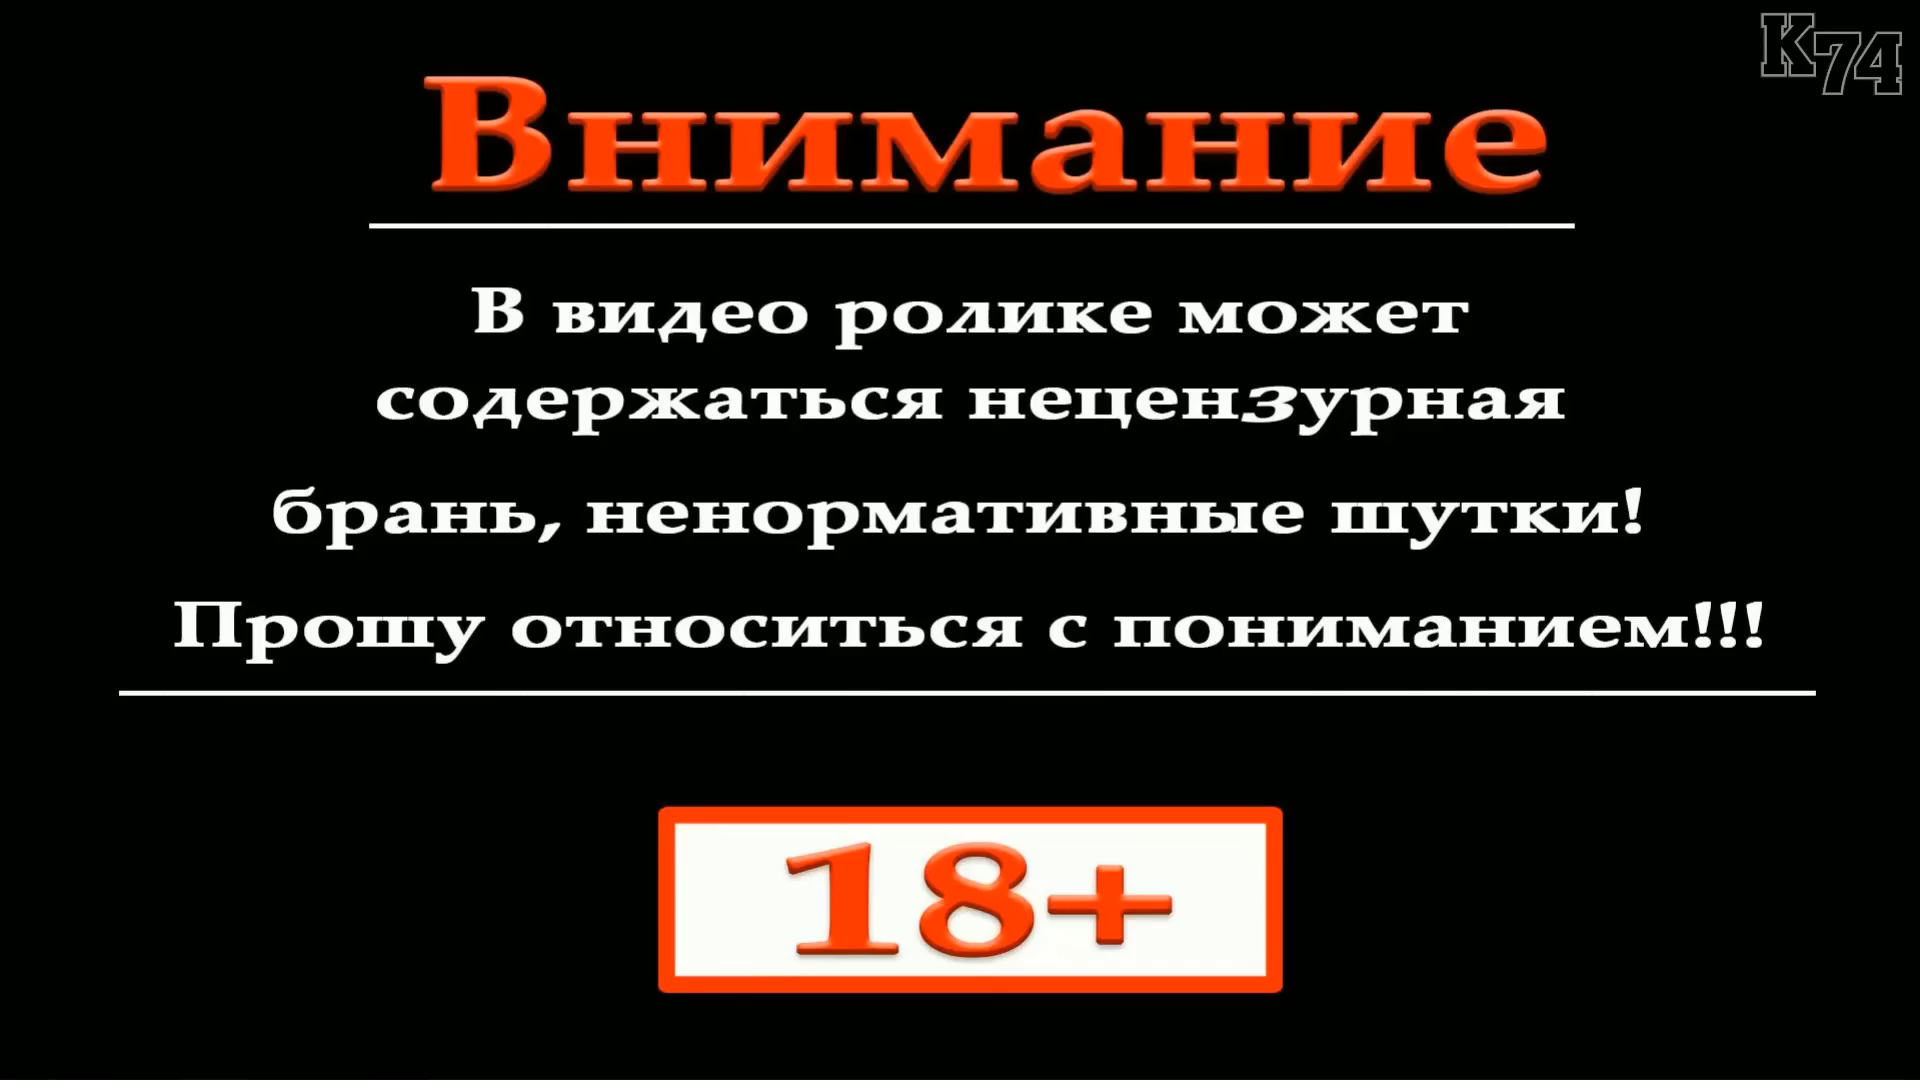 K74
Внимание
В видео ролике может
содержаться нецензурная
брань, ненормативные шутки!
Прошу относиться с пониманием!!!
18+